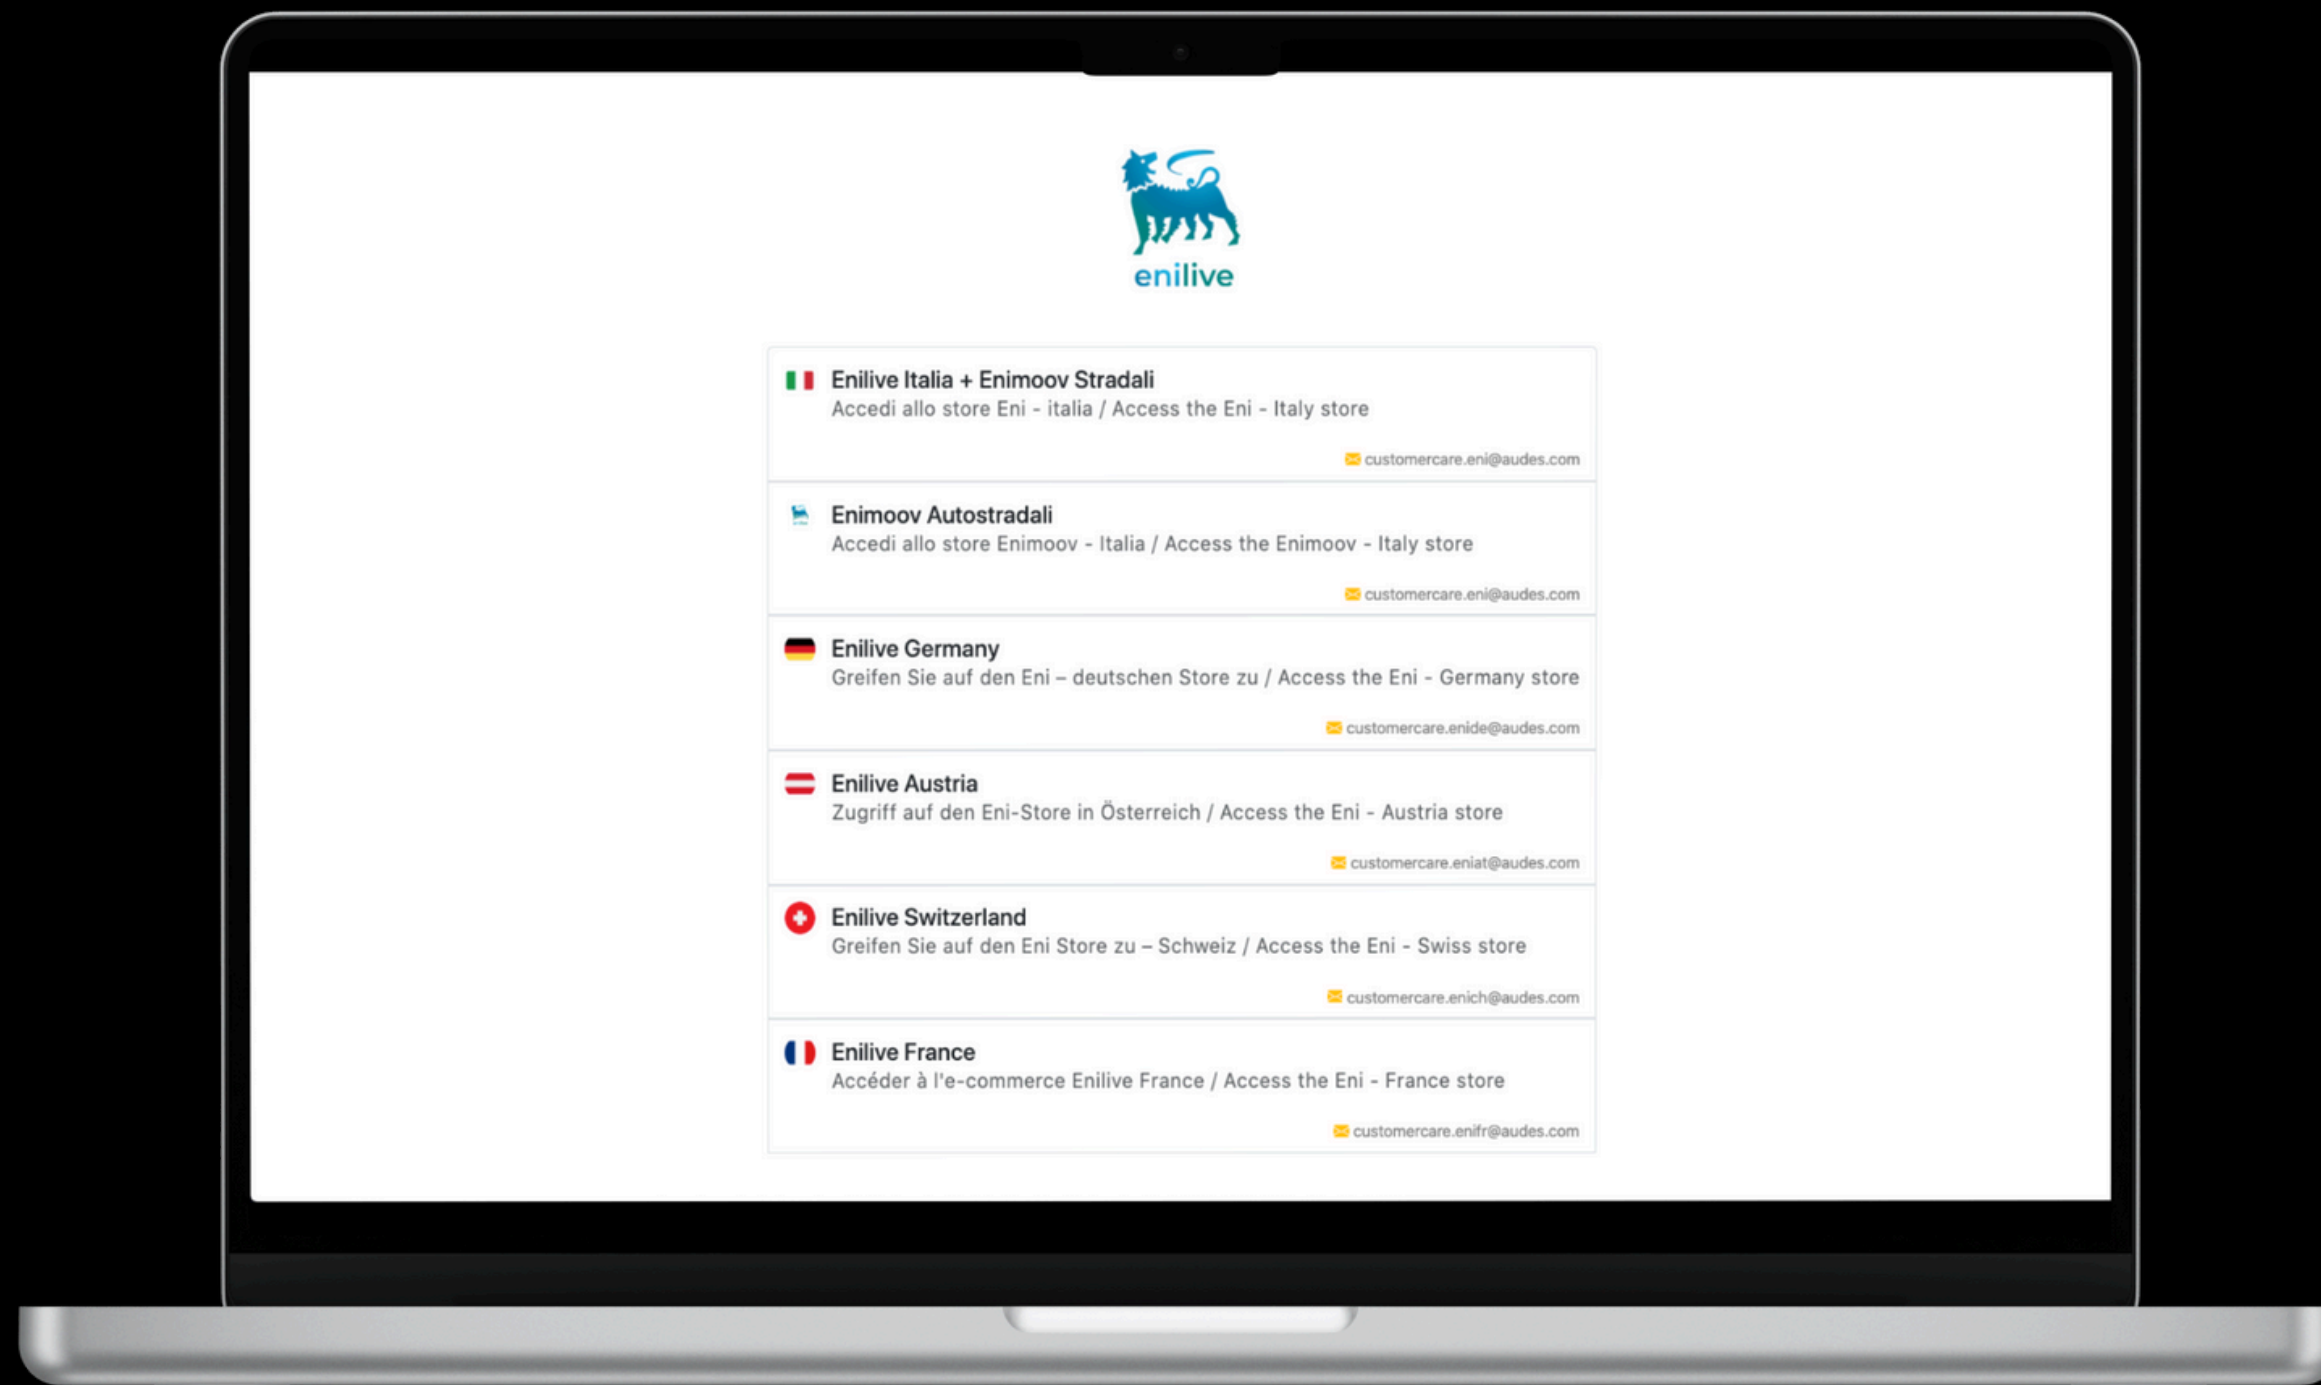 enilive
Enilive Italia + Enimoov Stradali
Accedi allo store Eni - italia / Access the Eni - Italy store
customercare.eni@audes.com
Enimoov Autostradali
Accedi allo store Enimoov - Italia / Access the Enimoov - Italy store
customercare.eni@audes.com
Enilive Germany
Greifen Sie auf den Eni – deutschen Store zu / Access the Eni - Germany store
customercare.enide@audes.com
Enilive Austria
Zugriff auf den Eni-Store in Österreich / Access the Eni - Austria store
customercare.eniat@audes.com
Enilive Switzerland
Greifen Sie auf den Eni Store zu – Schweiz / Access the Eni - Swiss store
customercare.enich@audes.com
Enilive France
Accéder à l'e-commerce Enilive France / Access the Eni - France store
customercare.enifr@audes.com